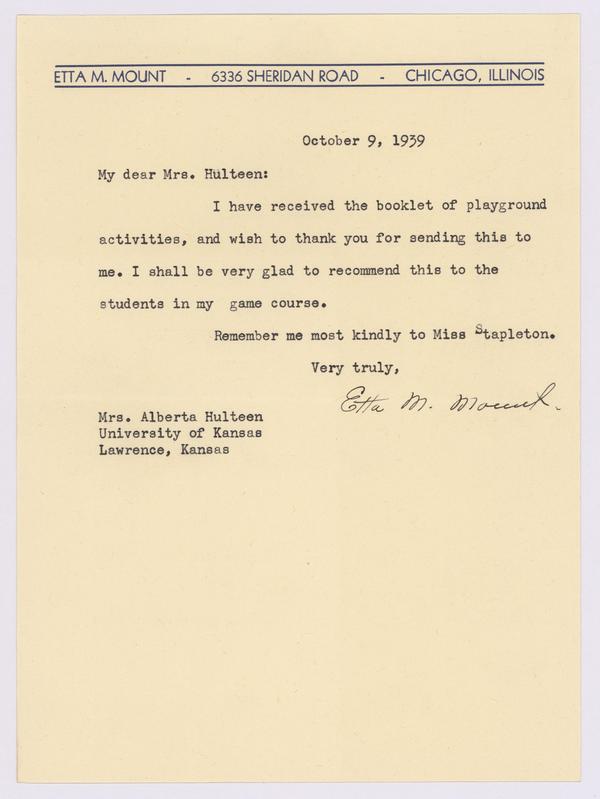 ETTA M. MOUNT - 6336 SHERIDAN ROAD - CHICAGO, ILLINOIS
October 9, 1939
My dear Mrs. Hulteen:
I have received the booklet of playground
activities, and wish to thank you for sending this to
me. I shall be very glad to recommend this to the
students in my game course.
Remember me most kindly to Miss Stapleton.
Very truly,
Etta M. Mount.
Mrs. Alberta Hulteen
University of Kansas
Lawrence, Kansas